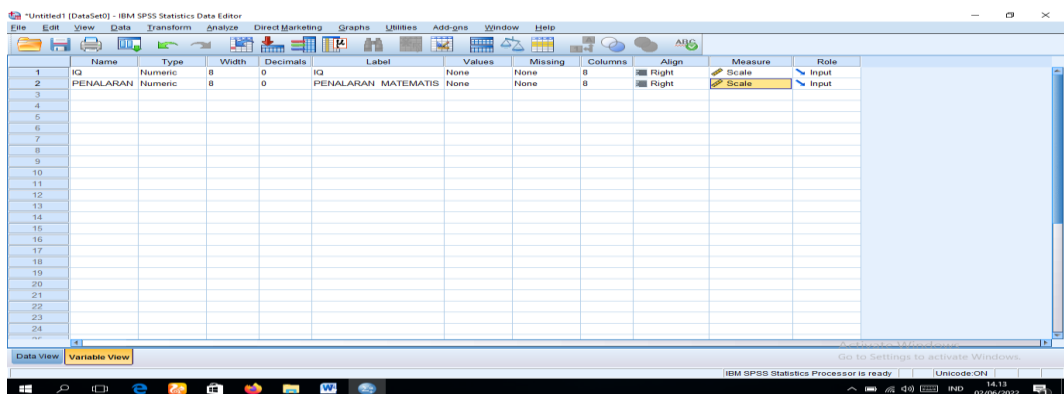 *Untitled1 [DataSet0] - IBM SPSS Statistics Data Editor
File Edit View Data Transform Analyze Direct Marketing Graphs Utilities Add-ons Window Help
Name Type Width Decimals Label Values Missing Columns Align Measure Role
1 IQ Numeric 8 0 IQ None None 8 Right Scale Input
2 PENALARAN Numeric 8 0 PENALARAN MATEMATIS None None 8 Right Scale Input
3
4
5
6
7
8
9
10
11
12
13
14
15
16
17
18
19
20
21
22
23
24
Data View Variable View
Activate Windows
Go to Settings to activate Windows.
IBM SPSS Statistics Processor is ready Unicode:ON
IND 14.13
02/06/2022